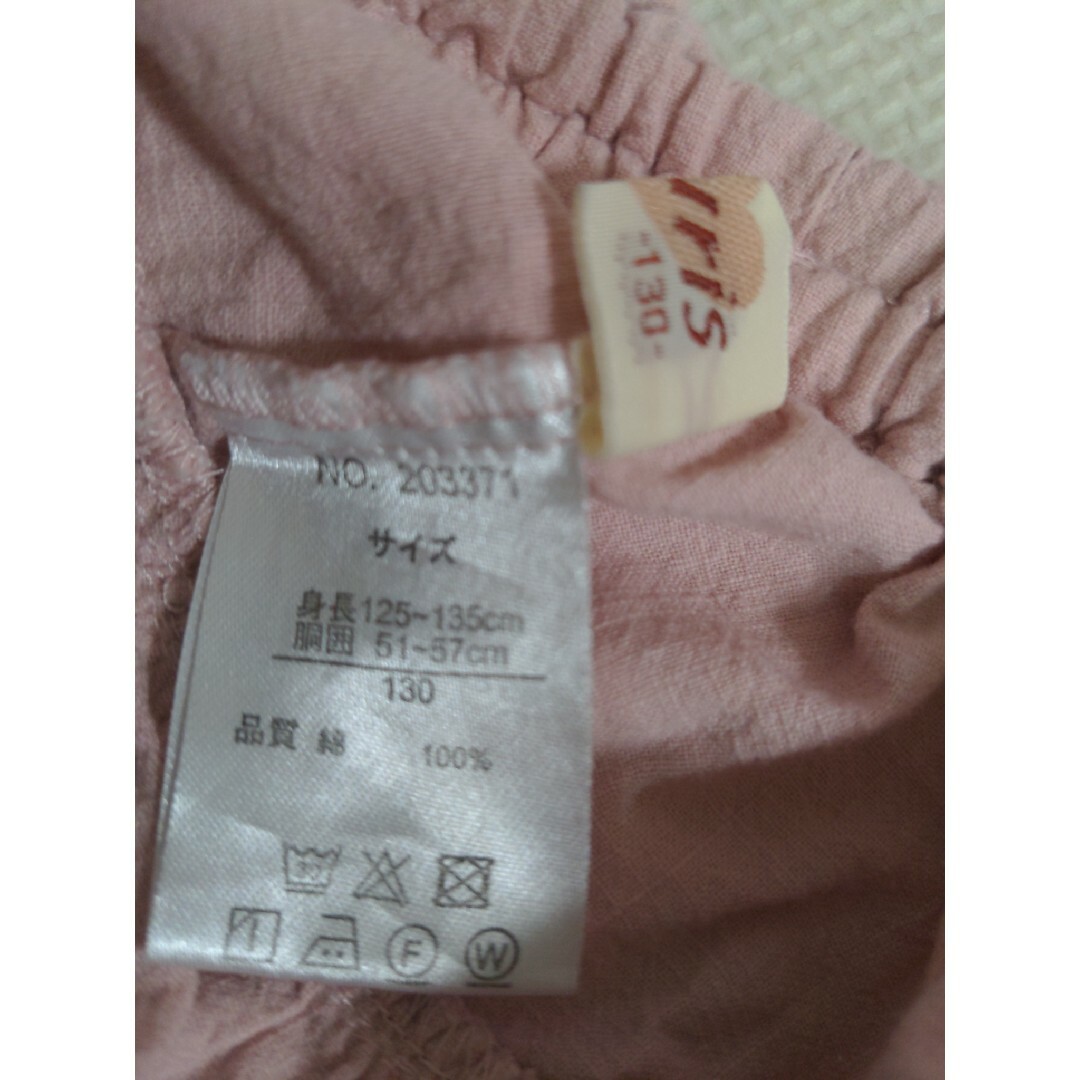 Iris
"130"
NO. 203371
サイズ
身長125~135cm
胴囲 51~57cm
130
品質 綿 100%
F W